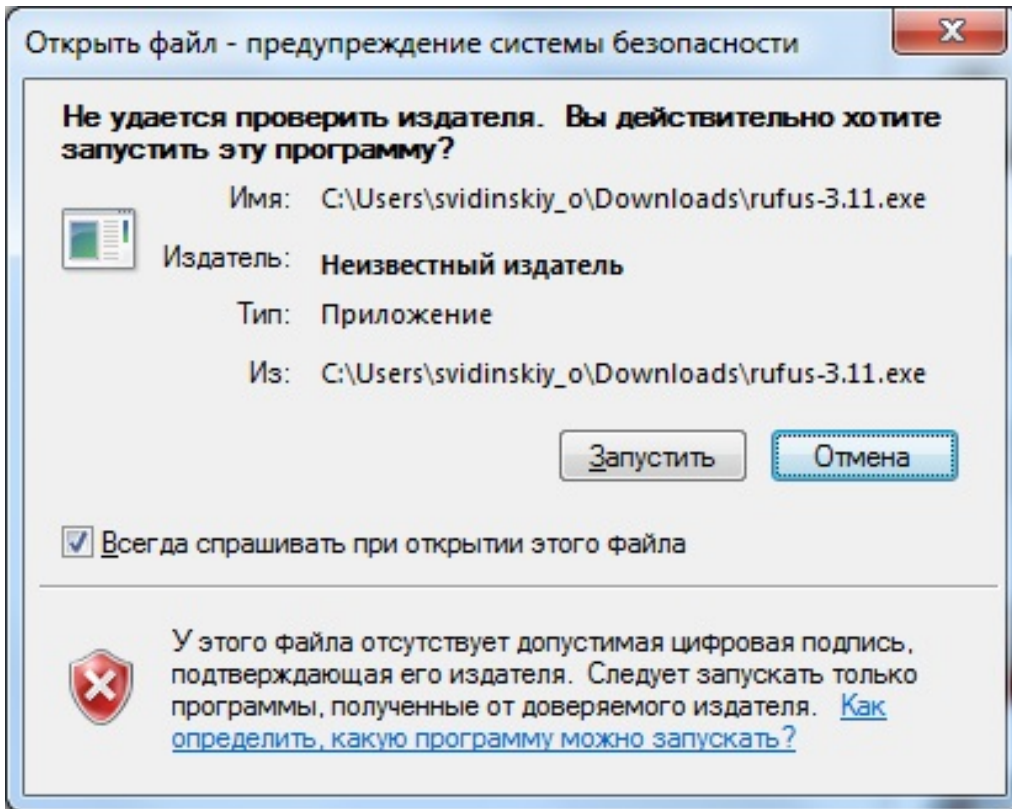 Открыть файл - предупреждение системы безопасности
Не удается проверить издателя. Вы действительно хотите
запустить эту программу?
Имя: C:\Users\svidinskiy_o\Downloads\rufus-3.11.exe
Издатель: Неизвестный издатель
Тип: Приложение
Из: C:\Users\svidinskiy_o\Downloads\rufus-3.11.exe
Запустить Отмена
Всегда спрашивать при открытии этого файла
У этого файла отсутствует допустимая цифровая подпись,
подтверждающая его издателя. Следует запускать только
программы, полученные от доверяемого издателя. Как
определить, какую программу можно запускать?